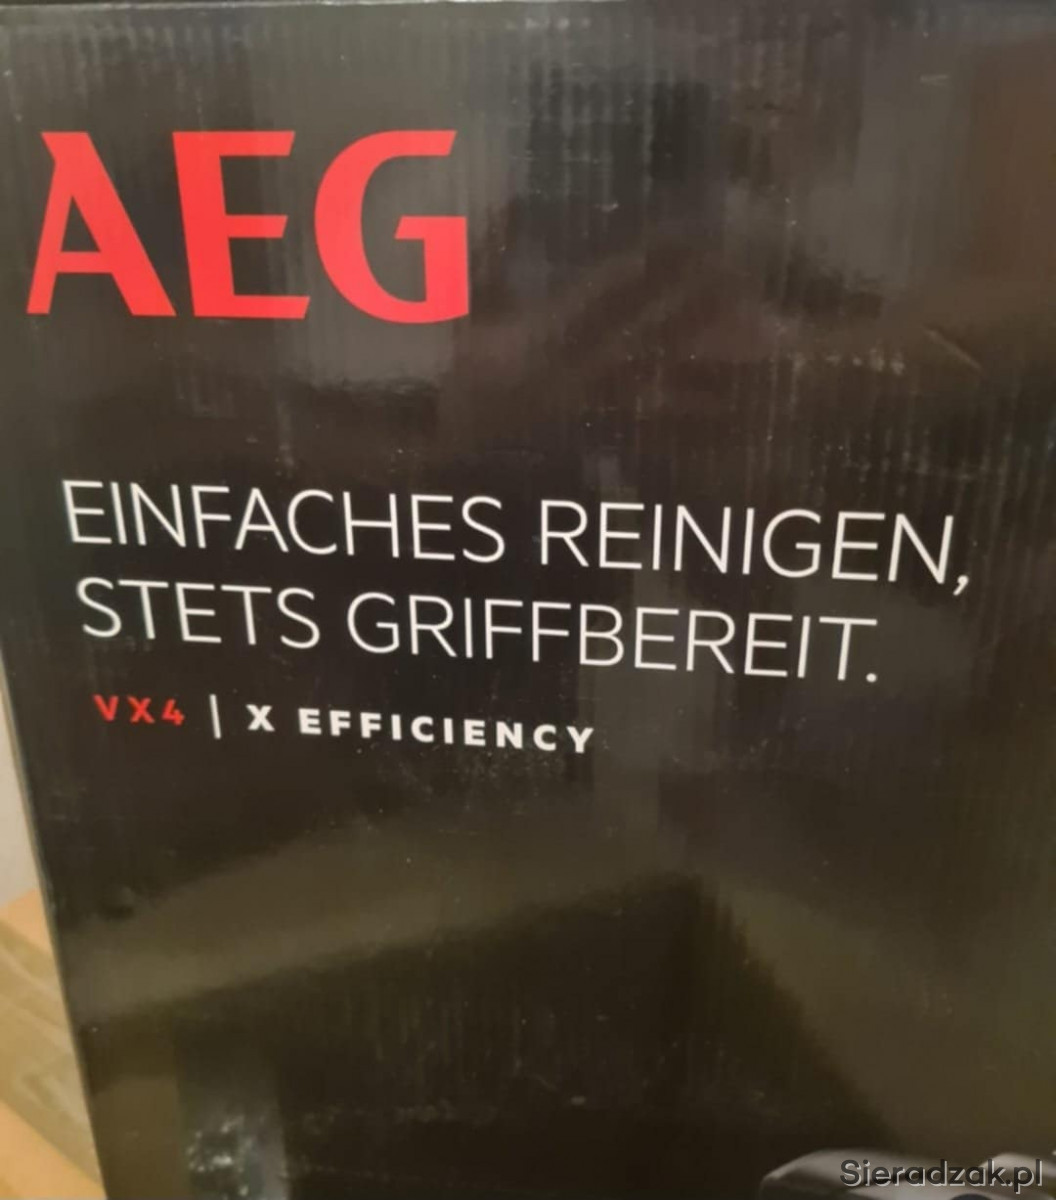 AEG
EINFACHES REINIGEN,
STETS GRIFFBEREIT.
VX4 | X EFFICIENCY
Sieradzak.pl